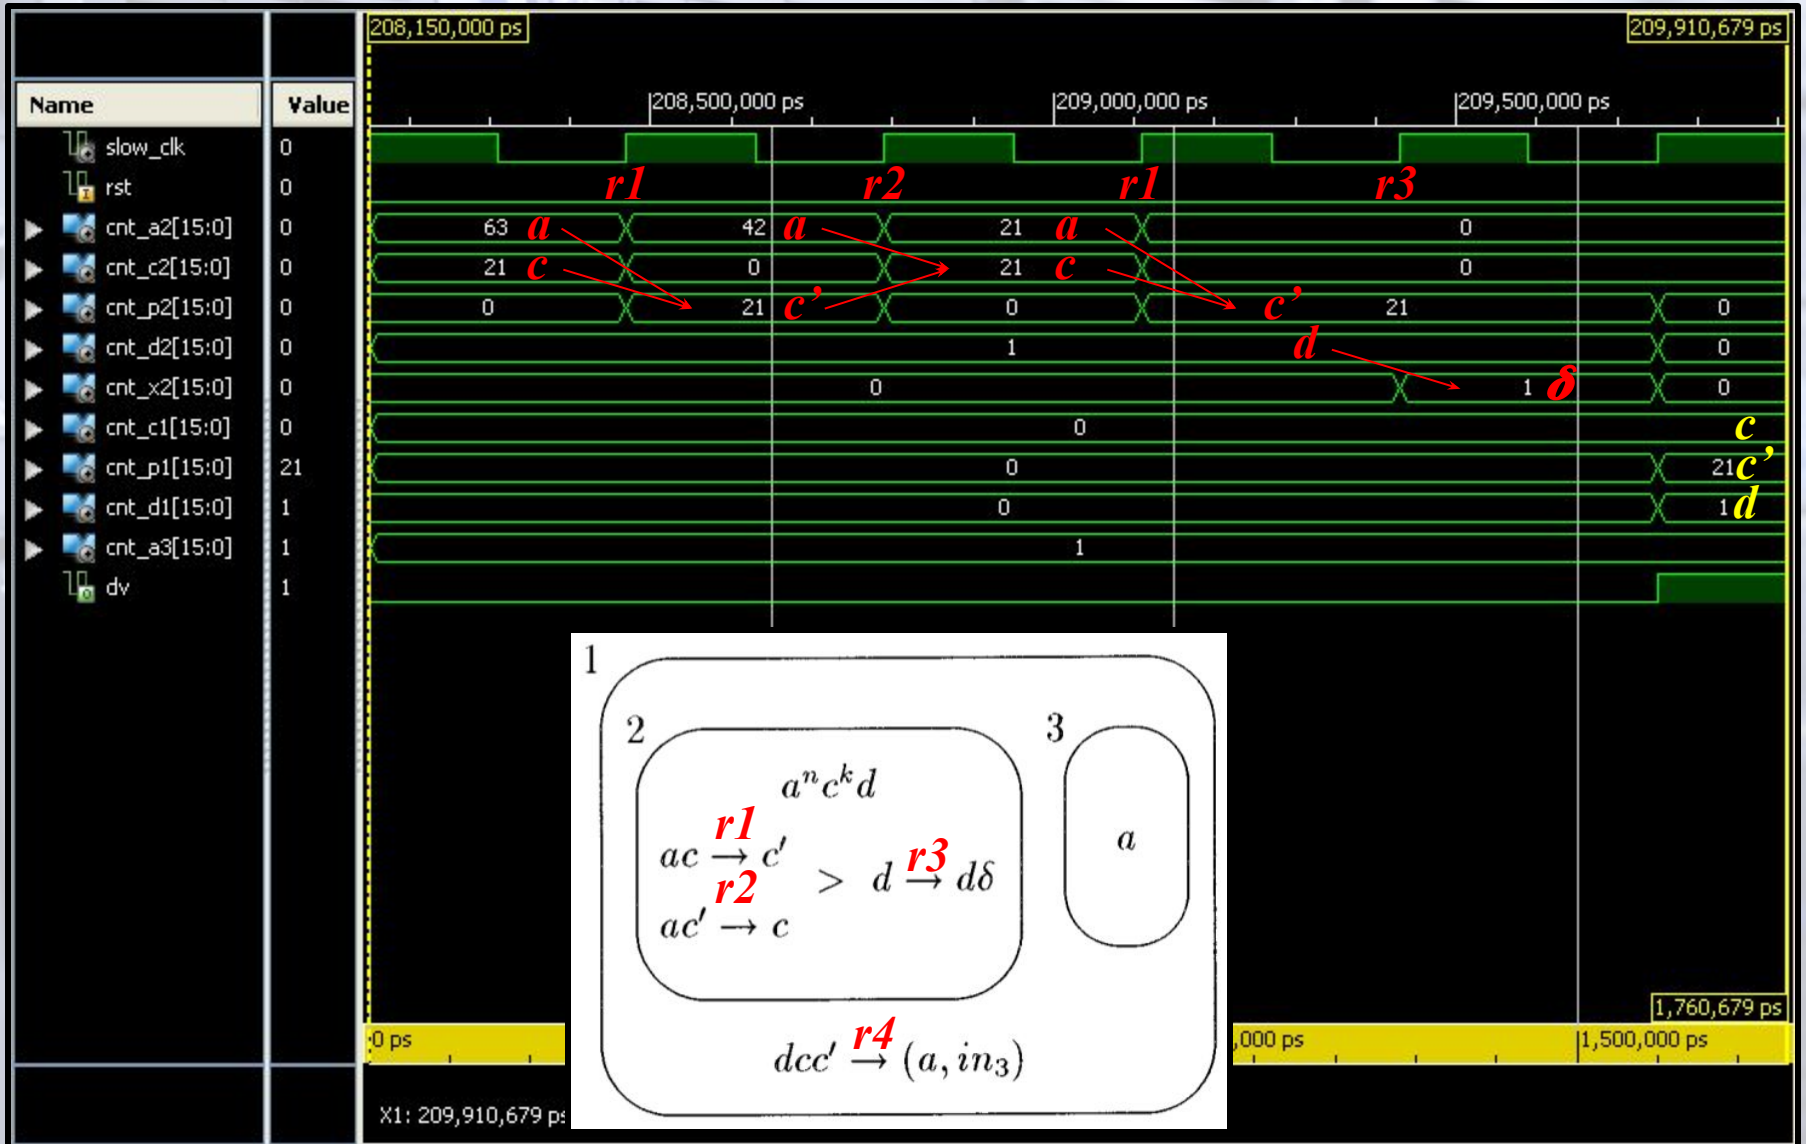 208,150,000 ps 209,910,679 ps
Name Value 208,500,000 ps 209,000,000 ps 209,500,000 ps
slow_clk 0
rst 0 r1 r2 r1 r3
cnt_a2[15:0] 0 63 a 42 a 21 a 0
cnt_c2[15:0] 0 21 c 0 21 c 0
cnt_p2[15:0] 0 0 21 c’ 0 c’ 21 0
cnt_d2[15:0] 0 1 d 0
cnt_x2[15:0] 0 0 1 δ 0
cnt_c1[15:0] 0 0 c
cnt_p1[15:0] 21 0 21 c’
cnt_d1[15:0] 1 0 1 d
cnt_a3[15:0] 1 1
dv 1
1
2 3
aⁿcᵏd
r1
ac → c′
r2
> d → dδ
r3
a
ac′ → c
1,760,679 ps
0 ps ,000 ps 1,500,000 ps
r4
dcc′ → (a, in₃)
X1: 209,910,679 ps